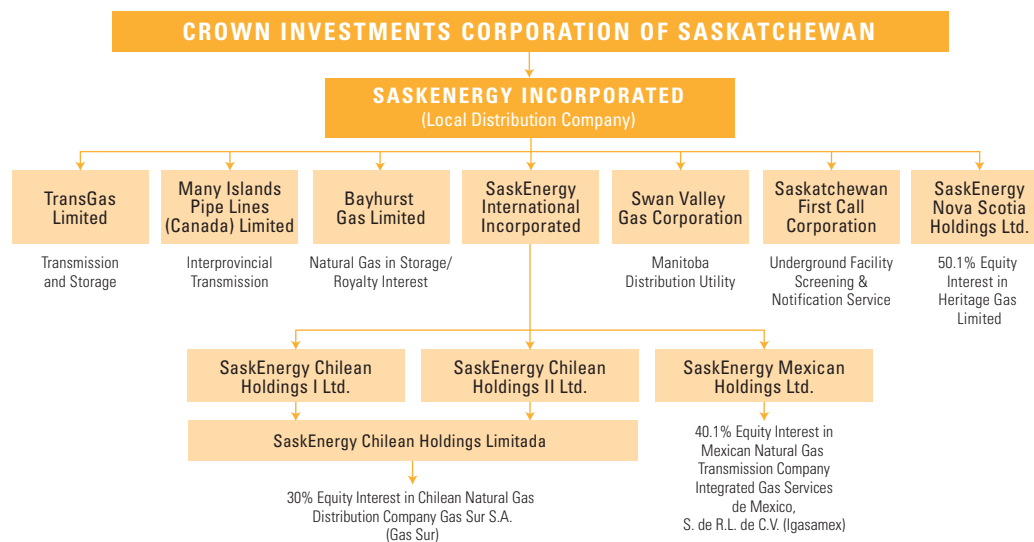 CROWN INVESTMENTS CORPORATION OF SASKATCHEWAN
SASKENERGY INCORPORATED
(Local Distribution Company)
TransGas
Limited
Transmission
and Storage
Many Islands
Pipe Lines
(Canada) Limited
Interprovincial
Transmission
Bayhurst
Gas Limited
Natural Gas in Storage/
Royalty Interest
SaskEnergy
International
Incorporated
Swan Valley
Gas Corporation
Manitoba
Distribution Utility
Saskatchewan
First Call
Corporation
Underground Facility
Screening &
Notification Service
SaskEnergy
Nova Scotia
Holdings Ltd.
50.1% Equity
Interest in
Heritage Gas
Limited
SaskEnergy Chilean
Holdings I Ltd.
SaskEnergy Chilean
Holdings II Ltd.
SaskEnergy Mexican
Holdings Ltd.
SaskEnergy Chilean Holdings Limitada
30% Equity Interest in Chilean Natural Gas
Distribution Company Gas Sur S.A.
(Gas Sur)
40.1% Equity Interest in
Mexican Natural Gas
Transmission Company
Integrated Gas Services
de Mexico,
S. de R.L. de C.V. (Igasamex)